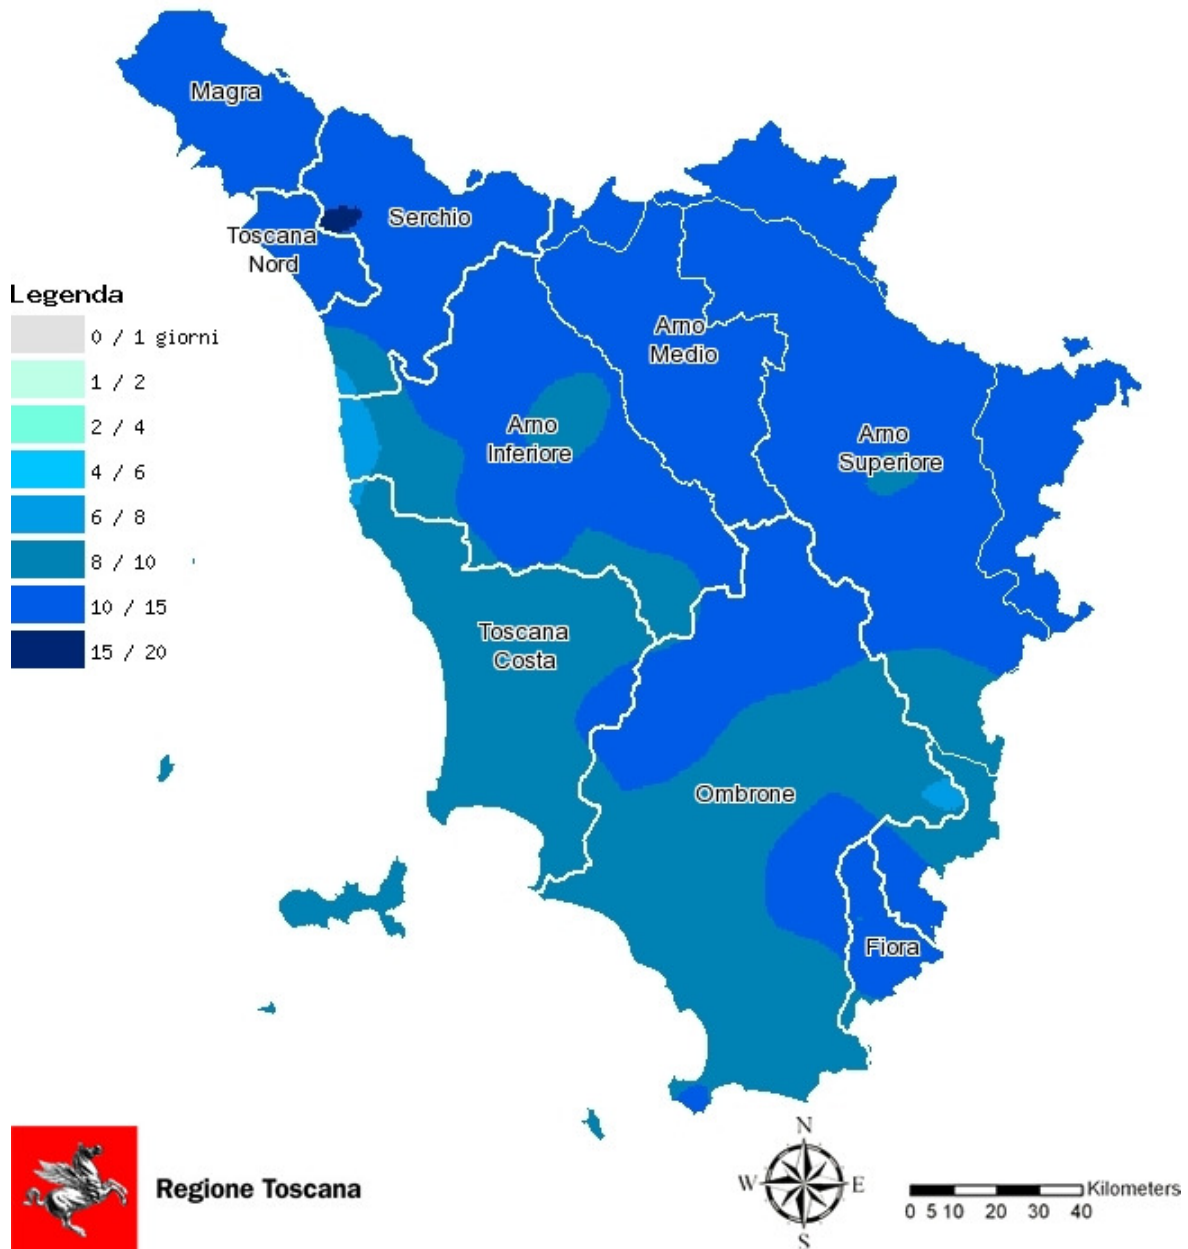 Magra
Serchio
Toscana
Nord
Legenda
0 / 1 giorni
1 / 2
2 / 4
4 / 6
6 / 8
8 / 10
10 / 15
15 / 20
Arno
Medio
Arno
Inferiore
Arno
Superiore
Toscana
Costa
Ombrone
Fiora
Regione Toscana
N
W E
S
Kilometers
0 5 10 20 30 40